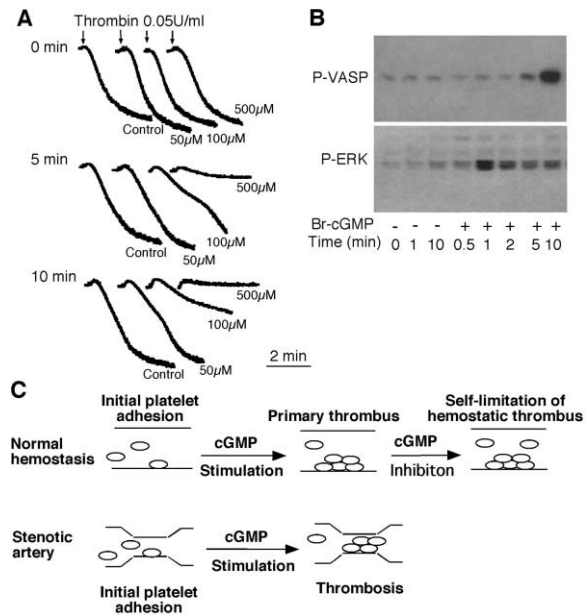 A
Thrombin 0.05U/ml
0 min
Control
50µM
100µM
500µM
5 min
Control
50µM
100µM
500µM
10 min
Control
50µM
100µM
500µM
2 min
B
P-VASP
P-ERK
Br-cGMP - - - + + + + +
Time (min) 0 1 10 0.5 1 2 5 10
C
Initial platelet
adhesion
Primary thrombus
Self-limitation of
hemostatic thrombus
Normal
hemostasis
cGMP
Stimulation
cGMP
Inhibiton
Stenotic
artery
cGMP
Stimulation
Initial platelet
adhesion
Thrombosis